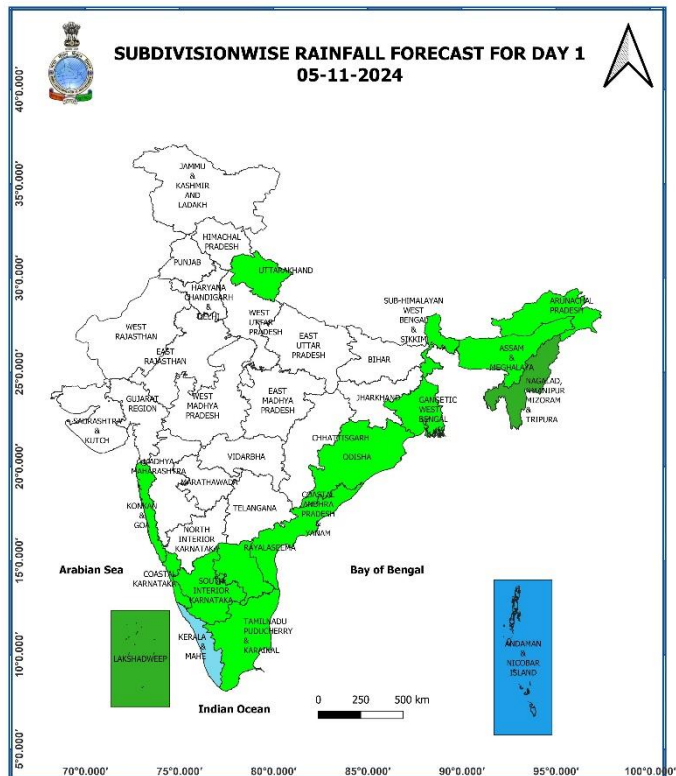 SUBDIVISIONWISE RAINFALL FORECAST FOR DAY 1
05-11-2024
40°0.000'
35°0.000'
30°0.000'
25°0.000'
20°0.000'
15°0.000'
10°0.000'
5°0.000'
JAMMU
&
KASHMIR
AND
LADAKH
HIMACHAL
PRADESH
PUNJAB
UTTARAKHAND
HARYANA
CHANDIGARH
&
DELHI
WEST
UTTAR
PRADESH
EAST
UTTAR
PRADESH
SUB-HIMALAYAN
WEST
BENGAL
&
SIKKIM
ARUNACHAL
PRADESH
WEST
RAJASTHAN
EAST
RAJASTHAN
BIHAR
ASSAM
&
MEGHALAYA
NAGALAD,
MANIPUR
MIZORAM
&
TRIPURA
GUJARAT
REGION
SAURASHTRA
&
KUTCH
WEST
MADHYA
PRADESH
EAST
MADHYA
PRADESH
JHARKHAND
GANGETIC
WEST
BENGAL
CHHATTISGARH
ODISHA
VIDARBHA
MADHYA
MAHARASHTRA
MARATHAWADA
KONKAN
&
GOA
TELANGANA
COASTAL
ANDHRA
PRADESH
&
YANAM
NORTH
INTERIOR
KARNATAKA
RAYALASEEMA
Arabian Sea
Bay of Bengal
COASTAL
KARNATAKA
SOUTH
INTERIOR
KARNATAKA
TAMILNADU
PUDUCHERRY
&
KARAIKAL
KERALA
&
MAHE
LAKSHADWEEP
ANDAMAN
&
NICOBAR
ISLAND
Indian Ocean
0 250 500 km
70°0.000' 75°0.000' 80°0.000' 85°0.000' 90°0.000' 95°0.000' 100°0.000'